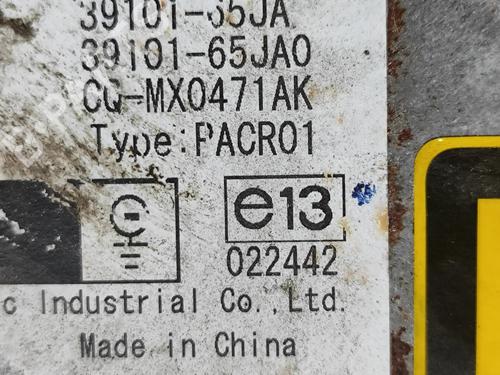 39101-65JA
39101-65JA0
CQ-MX0471AK
Type:PACR01
e13
022442
c Industrial Co.,Ltd.
Made in China